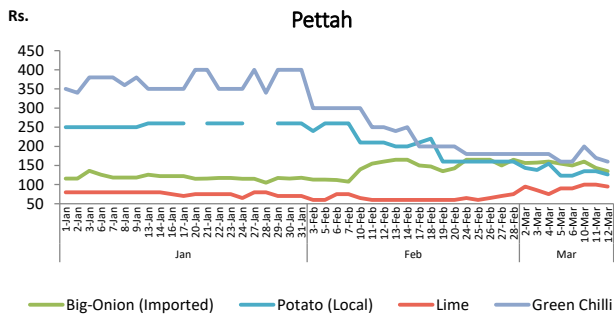 Rs.
Pettah
450
400
350
300
250
200
150
100
50
1-Jan 2-Jan 3-Jan 6-Jan 7-Jan 8-Jan 9-Jan 13-Jan 14-Jan 16-Jan 17-Jan 20-Jan 21-Jan 22-Jan 23-Jan 24-Jan 27-Jan 28-Jan 29-Jan 30-Jan 31-Jan 3-Feb 5-Feb 6-Feb 7-Feb 10-Feb 11-Feb 12-Feb 13-Feb 14-Feb 17-Feb 18-Feb 19-Feb 20-Feb 24-Feb 25-Feb 26-Feb 27-Feb 28-Feb 2-Mar 3-Mar 4-Mar 5-Mar 6-Mar 10-Mar 11-Mar 12-Mar
Jan Feb Mar
Big-Onion (Imported) Potato (Local) Lime Green Chilli